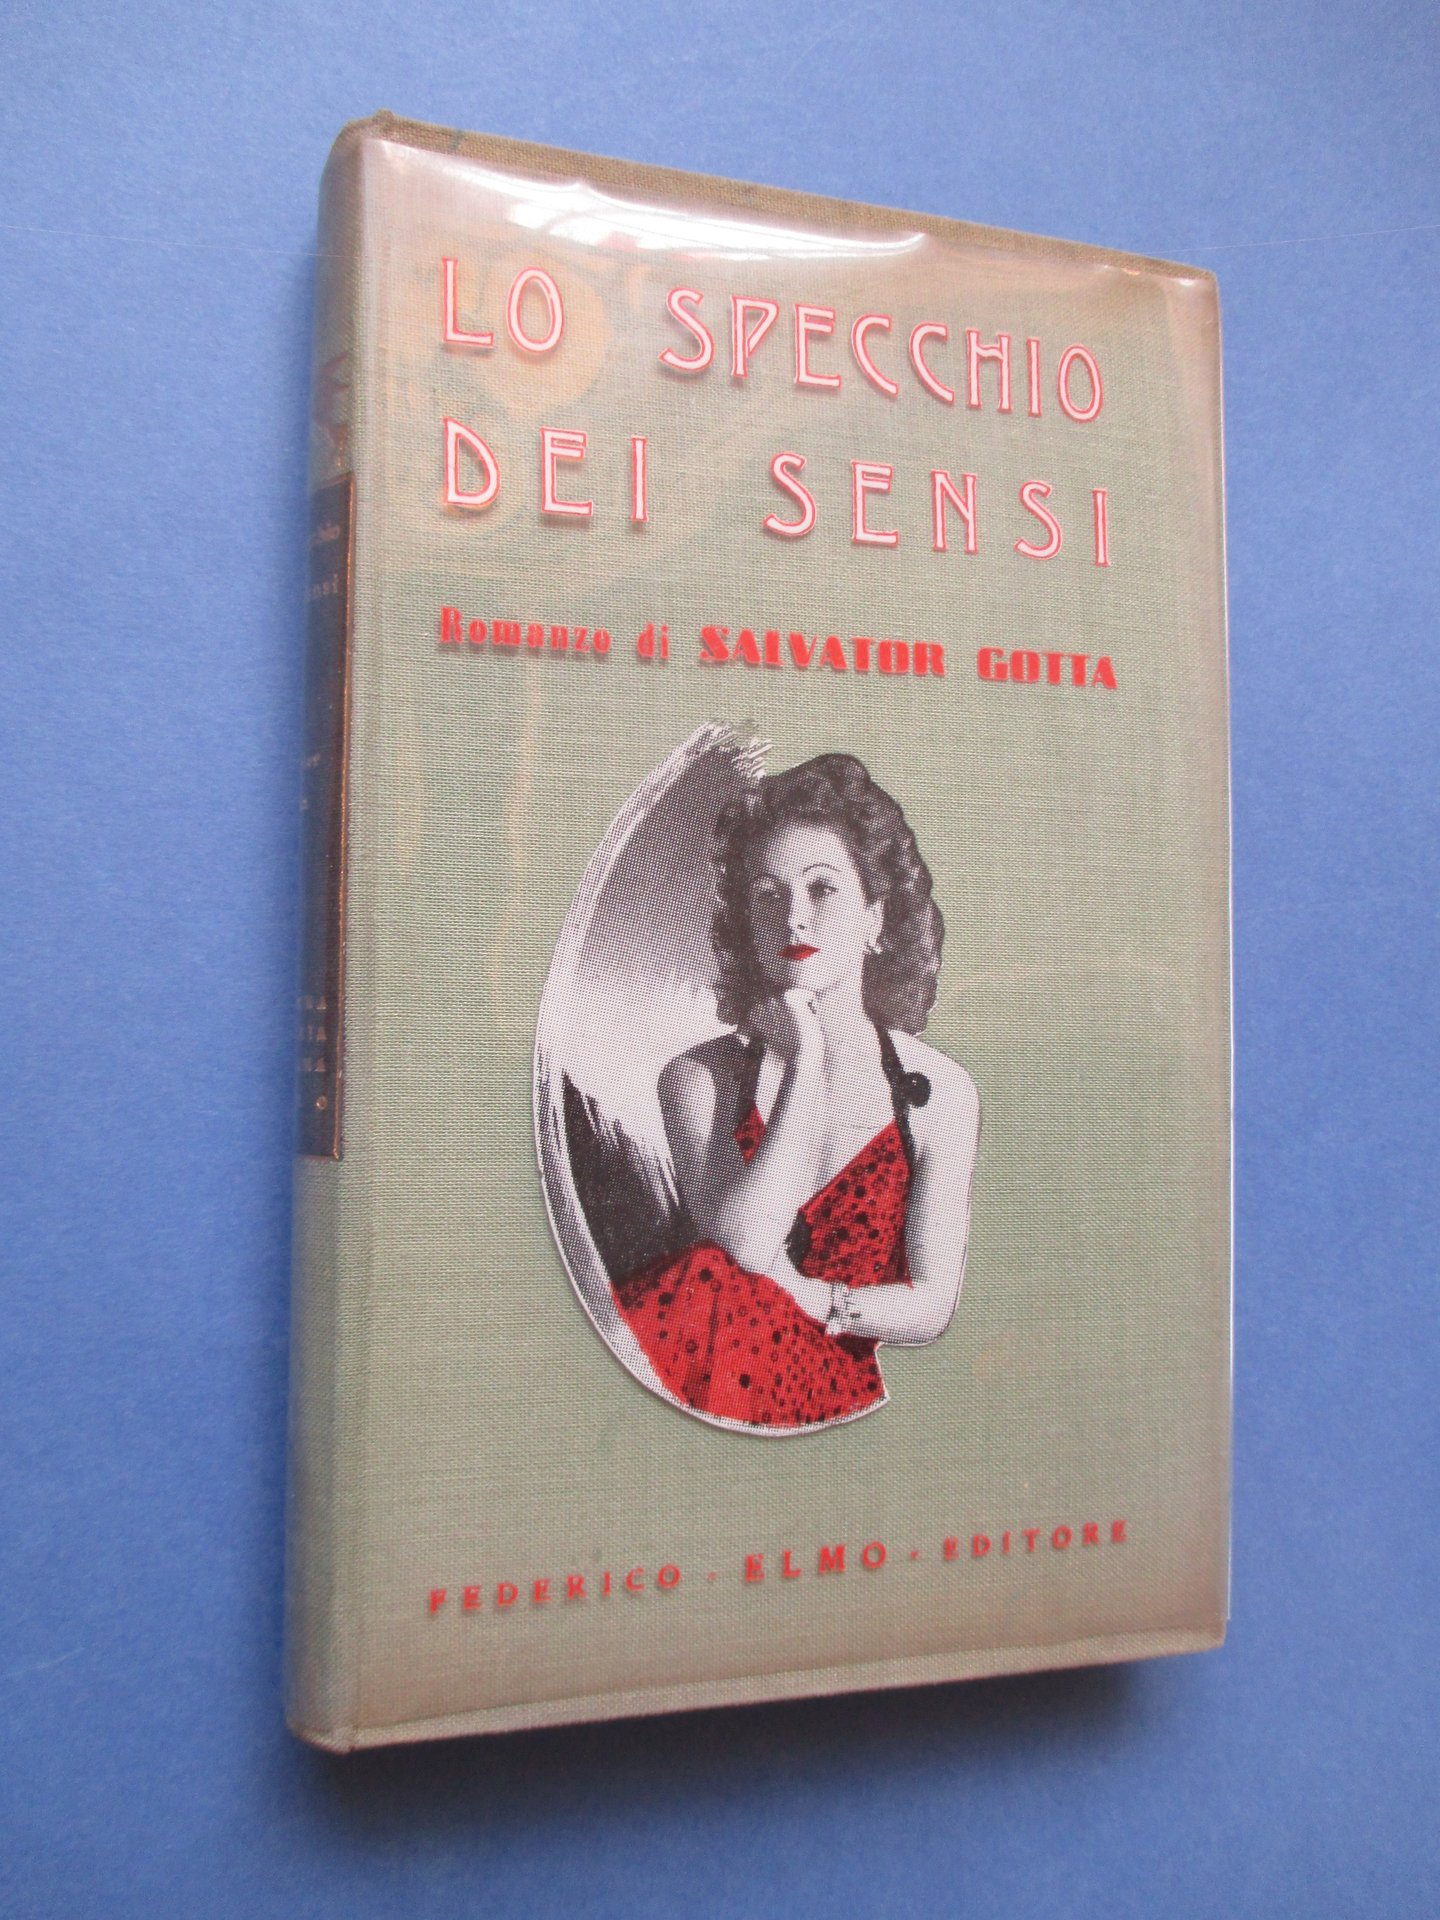 LO SPECCHIO
DEI SENSI
Romanzo di SALVATOR GOTTA
FEDERICO . ELMO . EDITORE